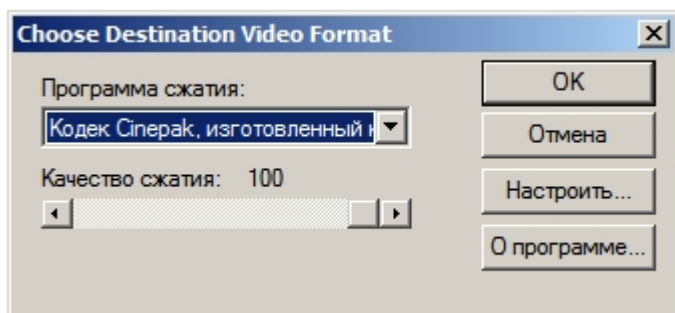 Choose Destination Video Format
Программа сжатия:
Кодек Cinepak, изготовленный
Качество сжатия: 100
OK
Отмена
Настроить...
О программе...